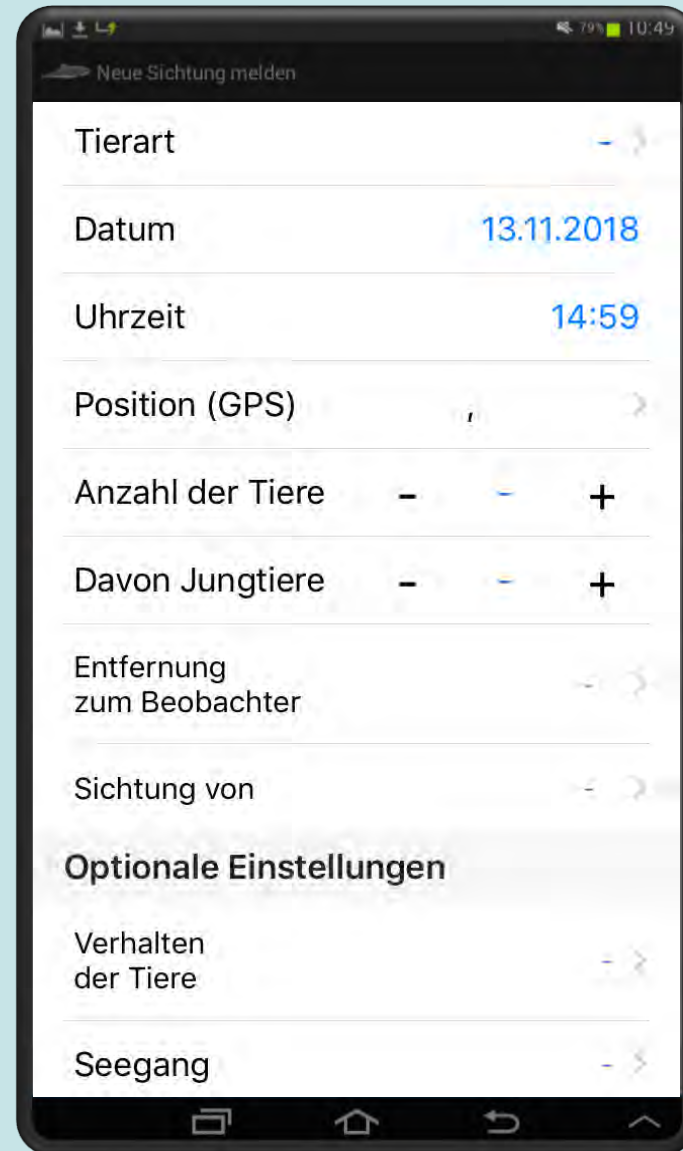 79% 10:49
Neue Sichtung melden
Tierart -
Datum 13.11.2018
Uhrzeit 14:59
Position (GPS) ,
Anzahl der Tiere - - +
Davon Jungtiere - - +
Entfernung
zum Beobachter -
Sichtung von -
Optionale Einstellungen
Verhalten
der Tiere -
Seegang -